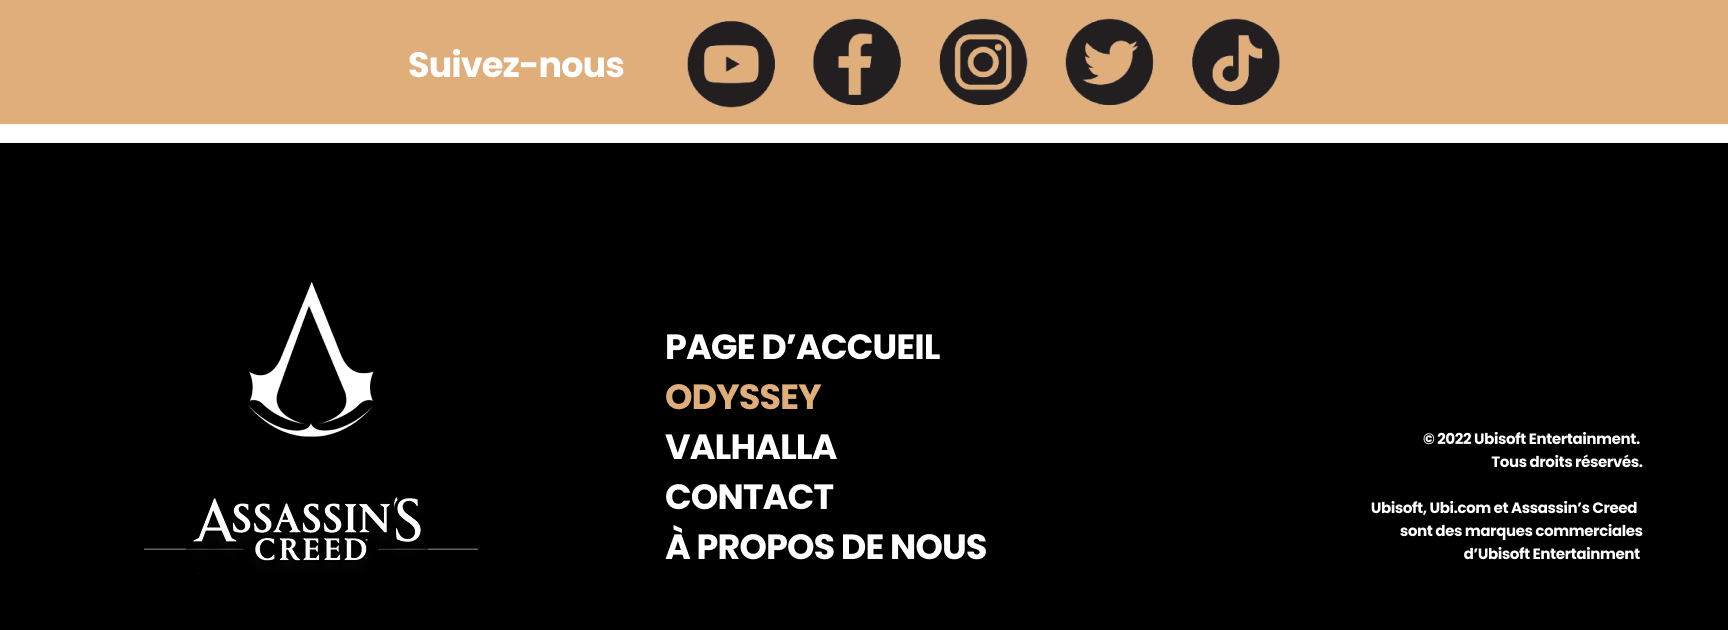 Suivez-nous
ASSASSIN'S
CREED
PAGE D’ACCUEIL
ODYSSEY
VALHALLA
CONTACT
À PROPOS DE NOUS
© 2022 Ubisoft Entertainment.
Tous droits réservés.
Ubisoft, Ubi.com et Assassin’s Creed
sont des marques commerciales
d’Ubisoft Entertainment